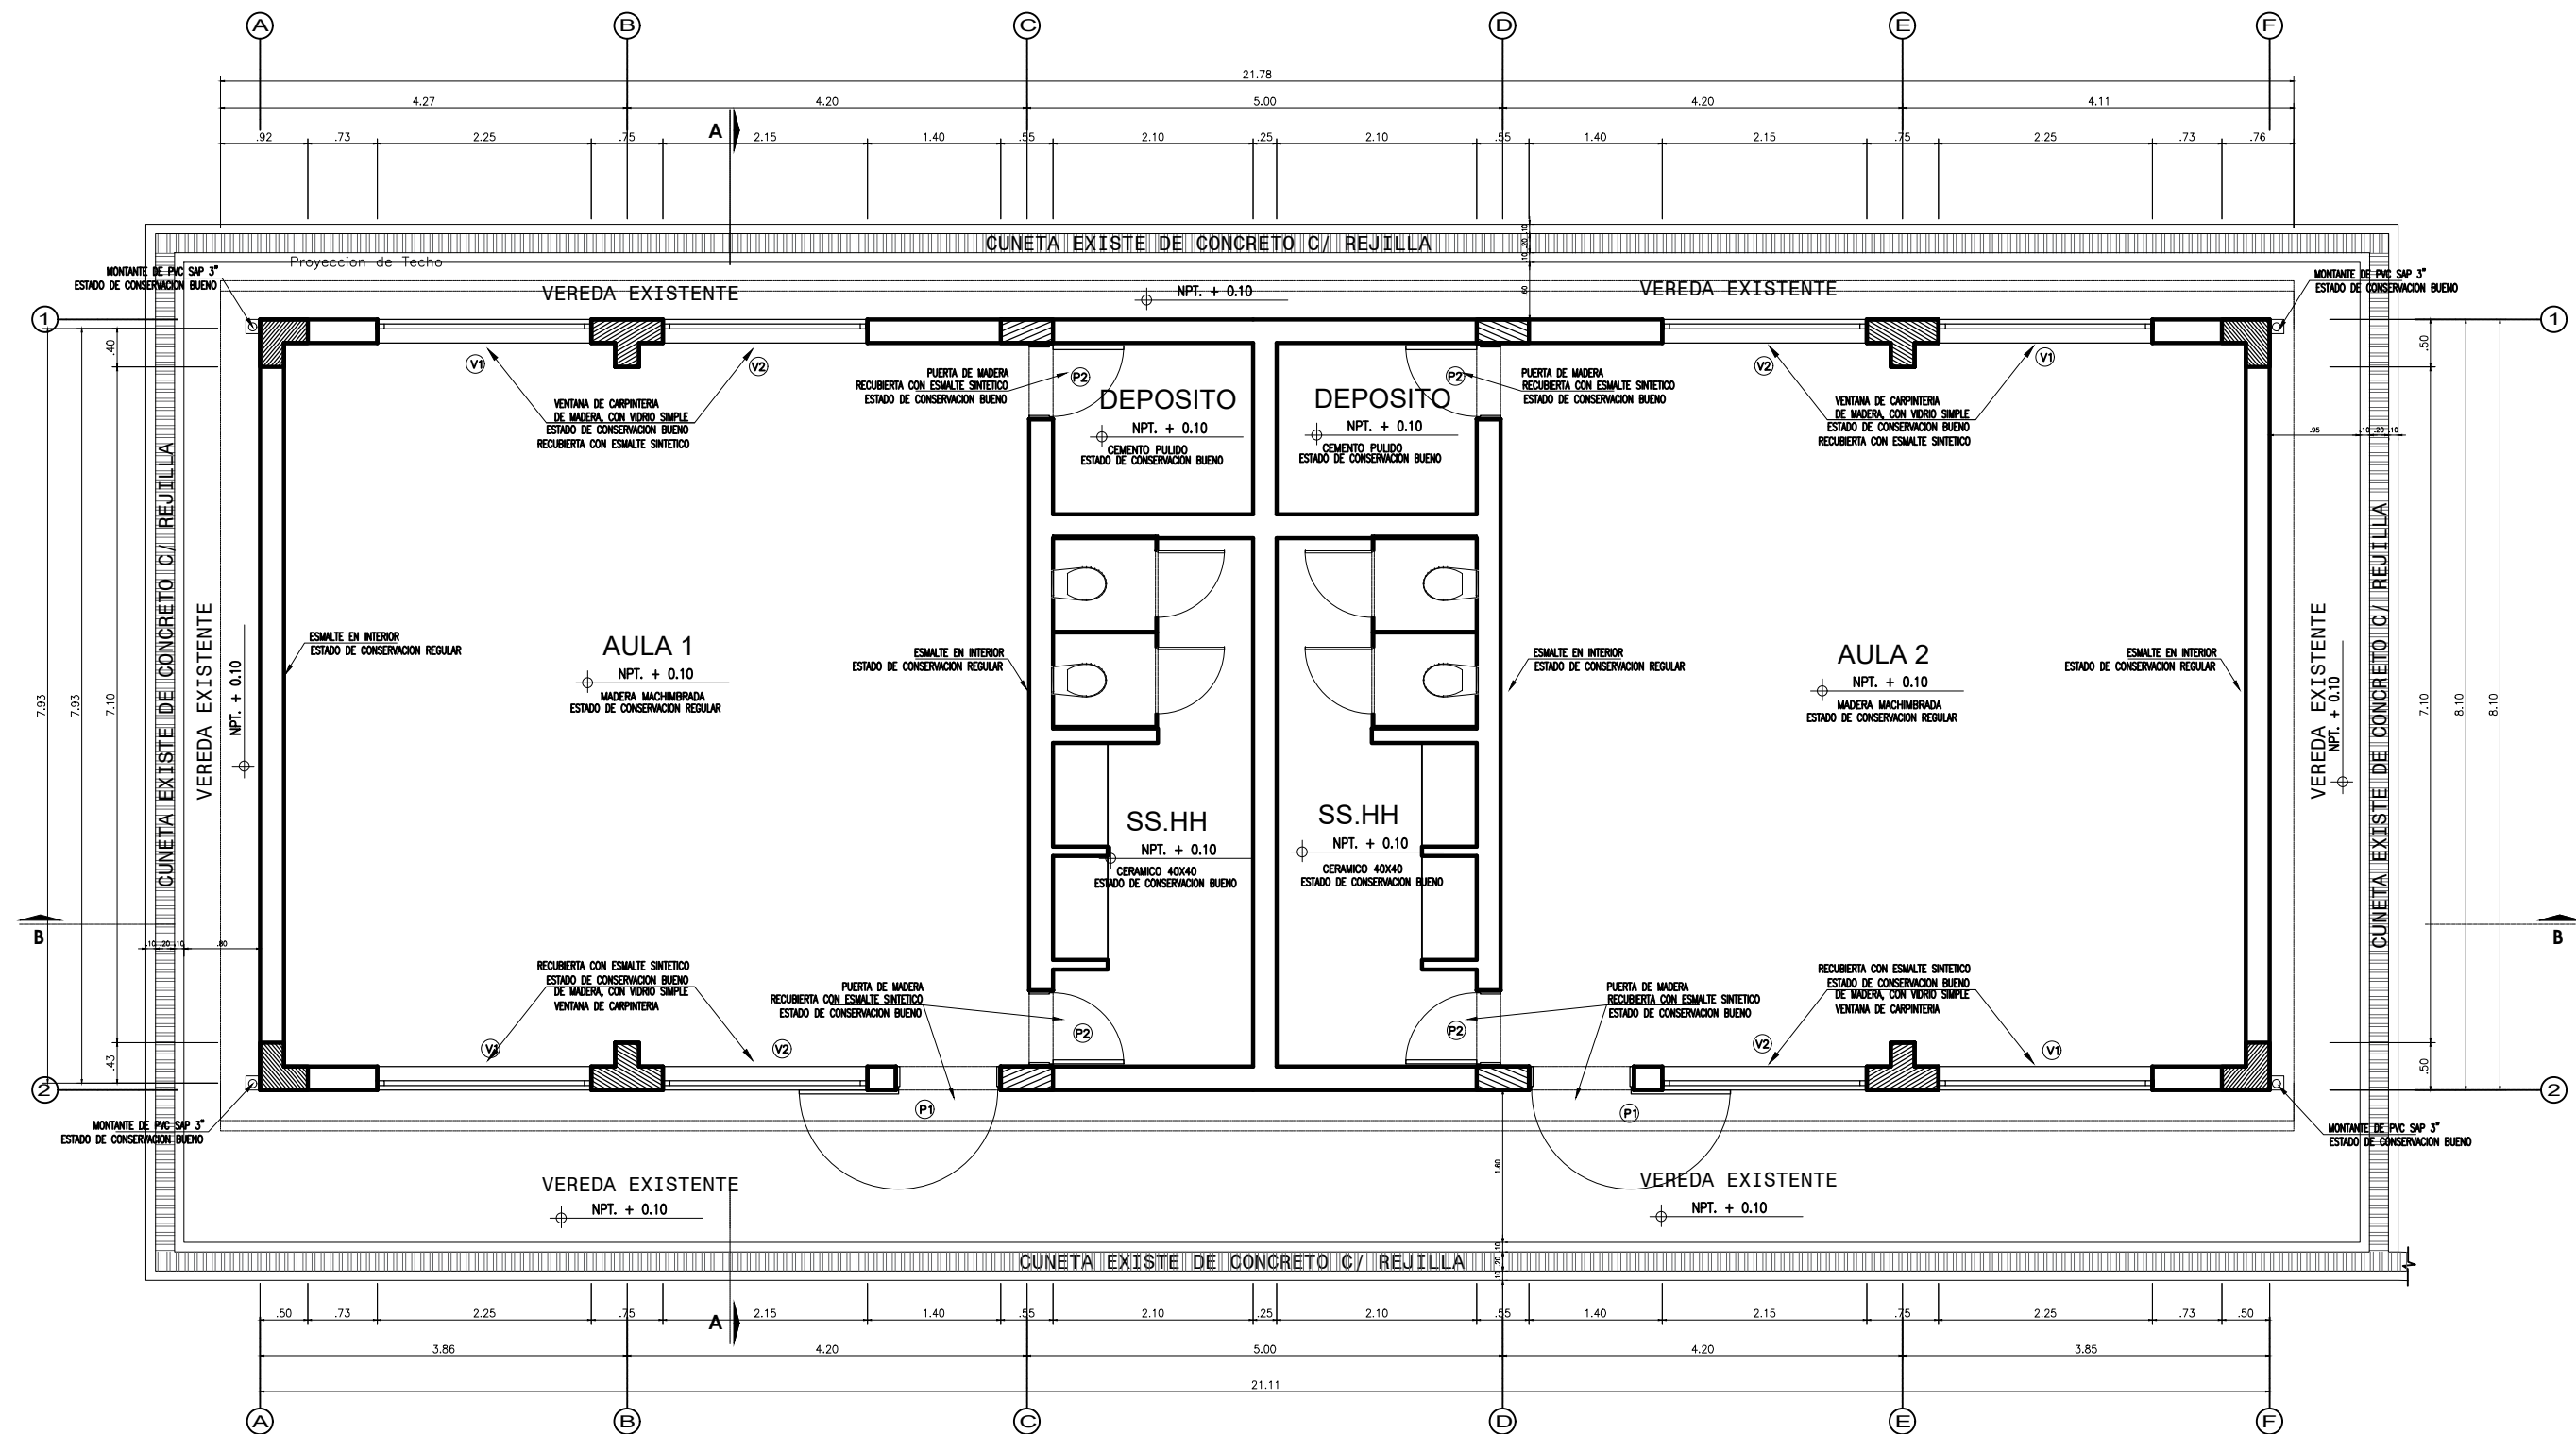 A B C D E F
21.78
4.27 4.20 5.00 4.20 4.11
A A
.92 .73 2.25 .75 2.15 1.40 .55 2.10 .25 2.10 .55 1.40 2.15 .75 2.25 .73 .76
CUNETA EXISTE DE CONCRETO C/ REJILLA
.10 .20 .10
.60
Proyeccion de Techo
MONTANTE DE PVC SAP 3"
ESTADO DE CONSERVACION BUENO
VEREDA EXISTENTE
NPT. + 0.10
VEREDA EXISTENTE
MONTANTE DE PVC SAP 3"
ESTADO DE CONSERVACION BUENO
1 1
.40
V1 V2
VENTANA DE CARPINTERIA
DE MADERA, CON VIDRIO SIMPLE
ESTADO DE CONSERVACION BUENO
RECUBIERTA CON ESMALTE SINTETICO
PUERTA DE MADERA
RECUBIERTA CON ESMALTE SINTETICO
ESTADO DE CONSERVACION BUENO
P2
DEPOSITO
NPT. + 0.10
CEMENTO PULIDO
ESTADO DE CONSERVACION BUENO
P2
DEPOSITO
NPT. + 0.10
CEMENTO PULIDO
ESTADO DE CONSERVACION BUENO
PUERTA DE MADERA
RECUBIERTA CON ESMALTE SINTETICO
ESTADO DE CONSERVACION BUENO
V2 V1
VENTANA DE CARPINTERIA
DE MADERA, CON VIDRIO SIMPLE
ESTADO DE CONSERVACION BUENO
RECUBIERTA CON ESMALTE SINTETICO
.50
.95 .10 .20 .10
CUNETA EXISTE DE CONCRETO C/ REJILLA
VEREDA EXISTENTE
NPT. + 0.10
7.93 7.93 7.10
ESMALTE EN INTERIOR
ESTADO DE CONSERVACION REGULAR
AULA 1
NPT. + 0.10
MADERA MACHIMBRADA
ESTADO DE CONSERVACION REGULAR
ESMALTE EN INTERIOR
ESTADO DE CONSERVACION REGULAR
ESMALTE EN INTERIOR
ESTADO DE CONSERVACION REGULAR
AULA 2
NPT. + 0.10
MADERA MACHIMBRADA
ESTADO DE CONSERVACION REGULAR
ESMALTE EN INTERIOR
ESTADO DE CONSERVACION REGULAR
VEREDA EXISTENTE
NPT. + 0.10
CUNETA EXISTE DE CONCRETO C/ REJILLA
7.10 8.10 8.10
SS.HH
NPT. + 0.10
CERAMICO 40X40
ESTADO DE CONSERVACION BUENO
SS.HH
NPT. + 0.10
CERAMICO 40X40
ESTADO DE CONSERVACION BUENO
B B
.10 .20 .10 .80
RECUBIERTA CON ESMALTE SINTETICO
ESTADO DE CONSERVACION BUENO
DE MADERA, CON VIDRIO SIMPLE
VENTANA DE CARPINTERIA
PUERTA DE MADERA
RECUBIERTA CON ESMALTE SINTETICO
ESTADO DE CONSERVACION BUENO
P2 P2
PUERTA DE MADERA
RECUBIERTA CON ESMALTE SINTETICO
ESTADO DE CONSERVACION BUENO
RECUBIERTA CON ESMALTE SINTETICO
ESTADO DE CONSERVACION BUENO
DE MADERA, CON VIDRIO SIMPLE
VENTANA DE CARPINTERIA
V1 V2 V2 V1
.43 .50
2 2
P1 P1
MONTANTE DE PVC SAP 3"
ESTADO DE CONSERVACION BUENO
MONTANTE DE PVC SAP 3"
ESTADO DE CONSERVACION BUENO
1.60
VEREDA EXISTENTE
NPT. + 0.10
VEREDA EXISTENTE
NPT. + 0.10
CUNETA EXISTE DE CONCRETO C/ REJILLA
.10 .20 .10
.50 .73 2.25 .75 2.15 1.40 .55 2.10 .25 2.10 .55 1.40 2.15 .75 2.25 .73 .50
3.86 4.20 5.00 4.20 3.85
21.11
A B C D E F